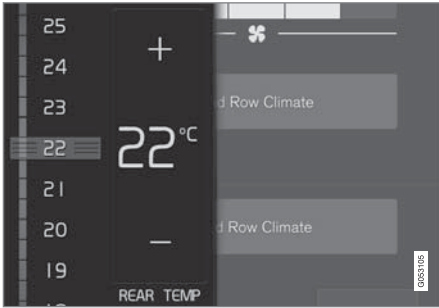 25
24
23
22
21
20
19
+
22°C
–
REAR TEMP
d Row Climate
d Row Climate
G053105